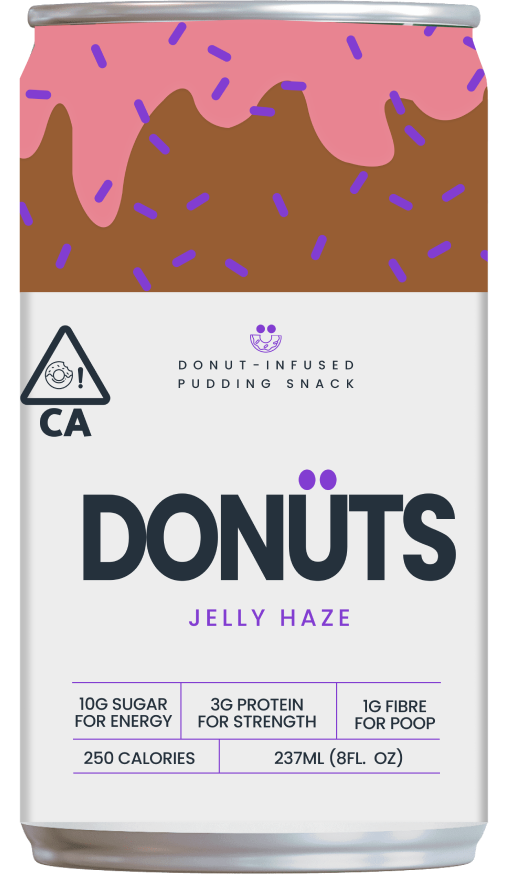 DONUT-INFUSED
PUDDING SNACK
!
CA
DONÜTS
JELLY HAZE
10G SUGAR
FOR ENERGY
3G PROTEIN
FOR STRENGTH
1G FIBRE
FOR POOP
250 CALORIES
237ML (8FL. OZ)